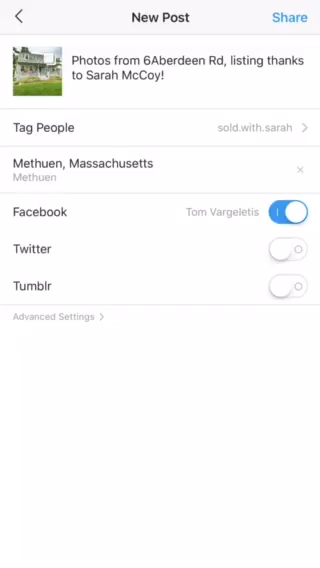 New Post
Share
Photos from 6Aberdeen Rd, listing thanks
to Sarah McCoy!
Tag People
sold.with.sarah
Methuen, Massachusetts
Methuen
Facebook
Tom Vargeletis
Twitter
Tumblr
Advanced Settings